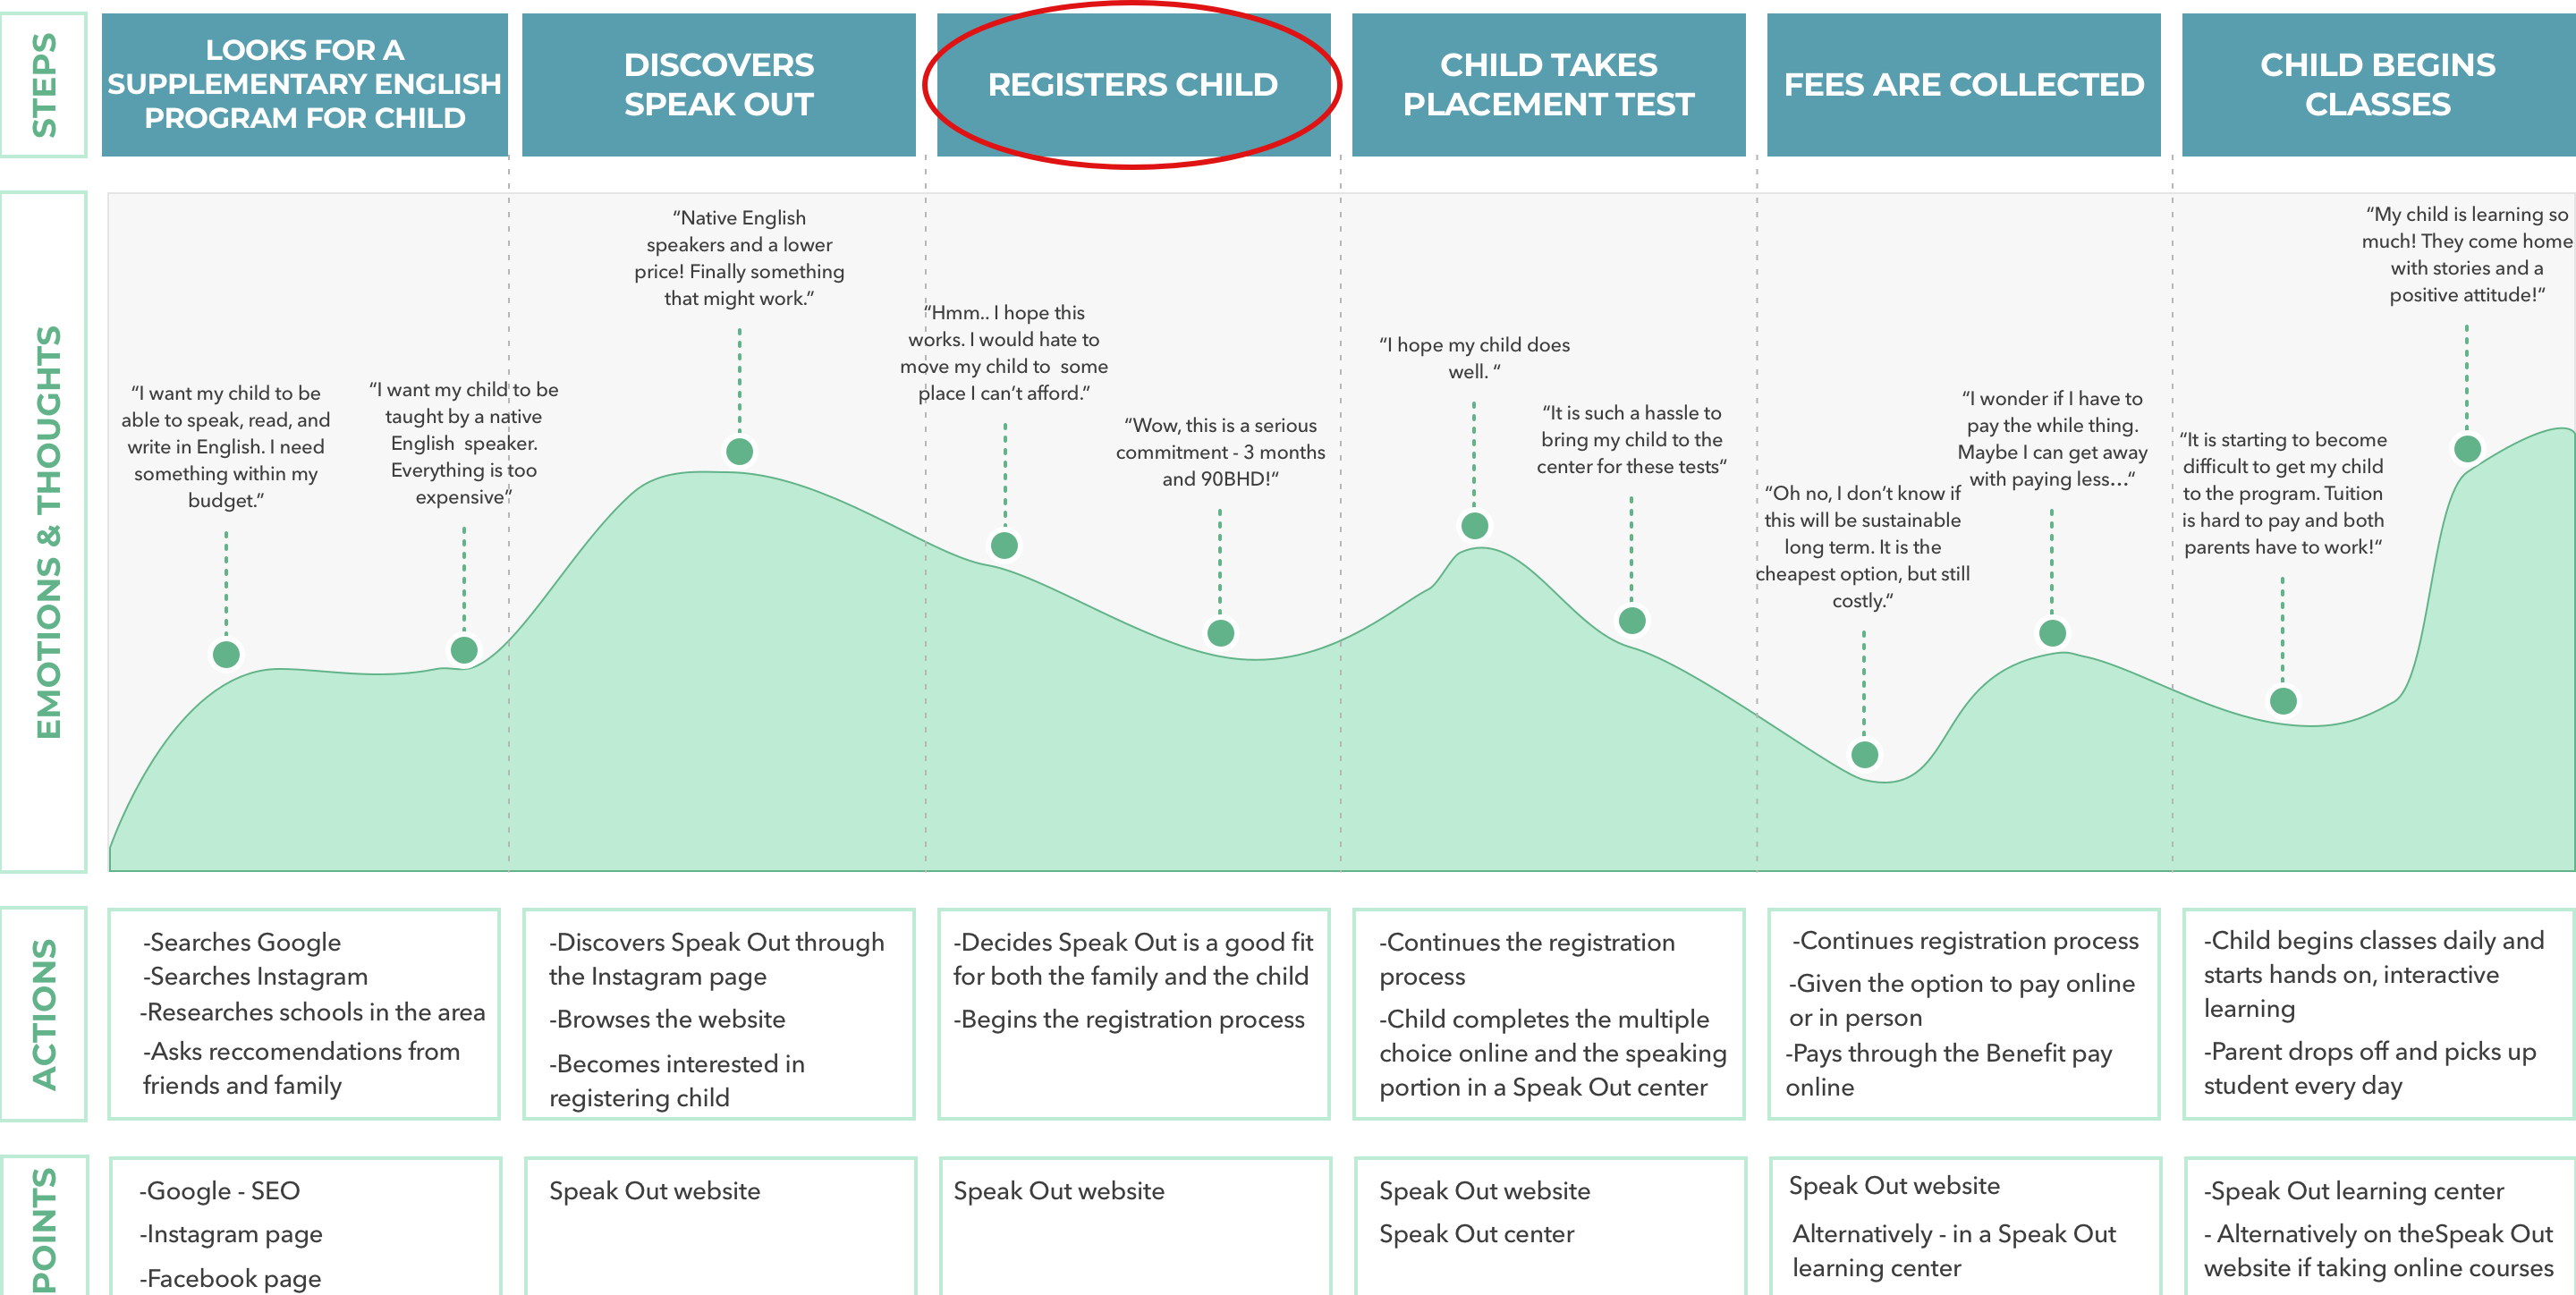 STEPS
LOOKS FOR A
SUPPLEMENTARY ENGLISH
PROGRAM FOR CHILD
DISCOVERS
SPEAK OUT
REGISTERS CHILD
CHILD TAKES
PLACEMENT TEST
FEES ARE COLLECTED
CHILD BEGINS
CLASSES
EMOTIONS & THOUGHTS
“I want my child to be
able to speak, read, and
write in English. I need
something within my
budget.“
“I want my child to be
taught by a native
English  speaker.
Everything is too
expensive“
“Native English
speakers and a lower
price! Finally something
that might work.”
“Hmm.. I hope this
works. I would hate to
move my child to  some
place I can’t afford.”
“Wow, this is a serious
commitment - 3 months
and 90BHD!“
“I hope my child does
well. “
“It is such a hassle to
bring my child to the
center for these tests“
“Oh no, I don’t know if
this will be sustainable
long term. It is the
cheapest option, but still
costly.“
“I wonder if I have to
pay the while thing.
Maybe I can get away
with paying less...“
“It is starting to become
difficult to get my child
to the program. Tuition
is hard to pay and both
parents have to work!“
“My child is learning so
much! They come home
with stories and a
positive attitude!“
ACTIONS
-Searches Google
-Searches Instagram
-Researches schools in the area
-Asks reccomendations from
friends and family
-Discovers Speak Out through
the Instagram page
-Browses the website
-Becomes interested in
registering child
-Decides Speak Out is a good fit
for both the family and the child
-Begins the registration process
-Continues the registration
process
-Child completes the multiple
choice online and the speaking
portion in a Speak Out center
-Continues registration process
-Given the option to pay online
or in person
-Pays through the Benefit pay
online
-Child begins classes daily and
starts hands on, interactive
learning
-Parent drops off and picks up
student every day
POINTS
-Google - SEO
-Instagram page
-Facebook page
Speak Out website
Speak Out website
Speak Out website
Speak Out center
Speak Out website
Alternatively - in a Speak Out
learning center
-Speak Out learning center
- Alternatively on theSpeak Out
website if taking online courses